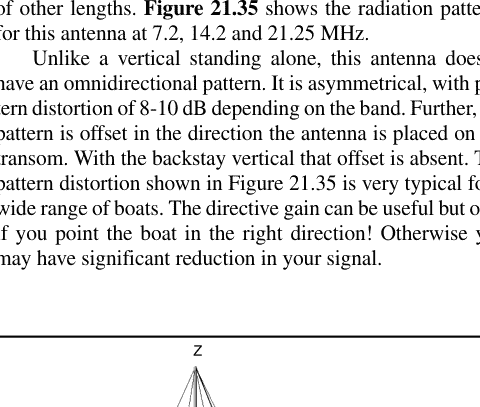 of other lengths. Figure 21.35 shows the radiation patte
for this antenna at 7.2, 14.2 and 21.25 MHz.
Unlike a vertical standing alone, this antenna does
have an omnidirectional pattern. It is asymmetrical, with p
tern distortion of 8-10 dB depending on the band. Further,
pattern is offset in the direction the antenna is placed on
transom. With the backstay vertical that offset is absent. T
pattern distortion shown in Figure 21.35 is very typical fo
wide range of boats. The directive gain can be useful but o
if you point the boat in the right direction! Otherwise y
may have significant reduction in your signal.
Z